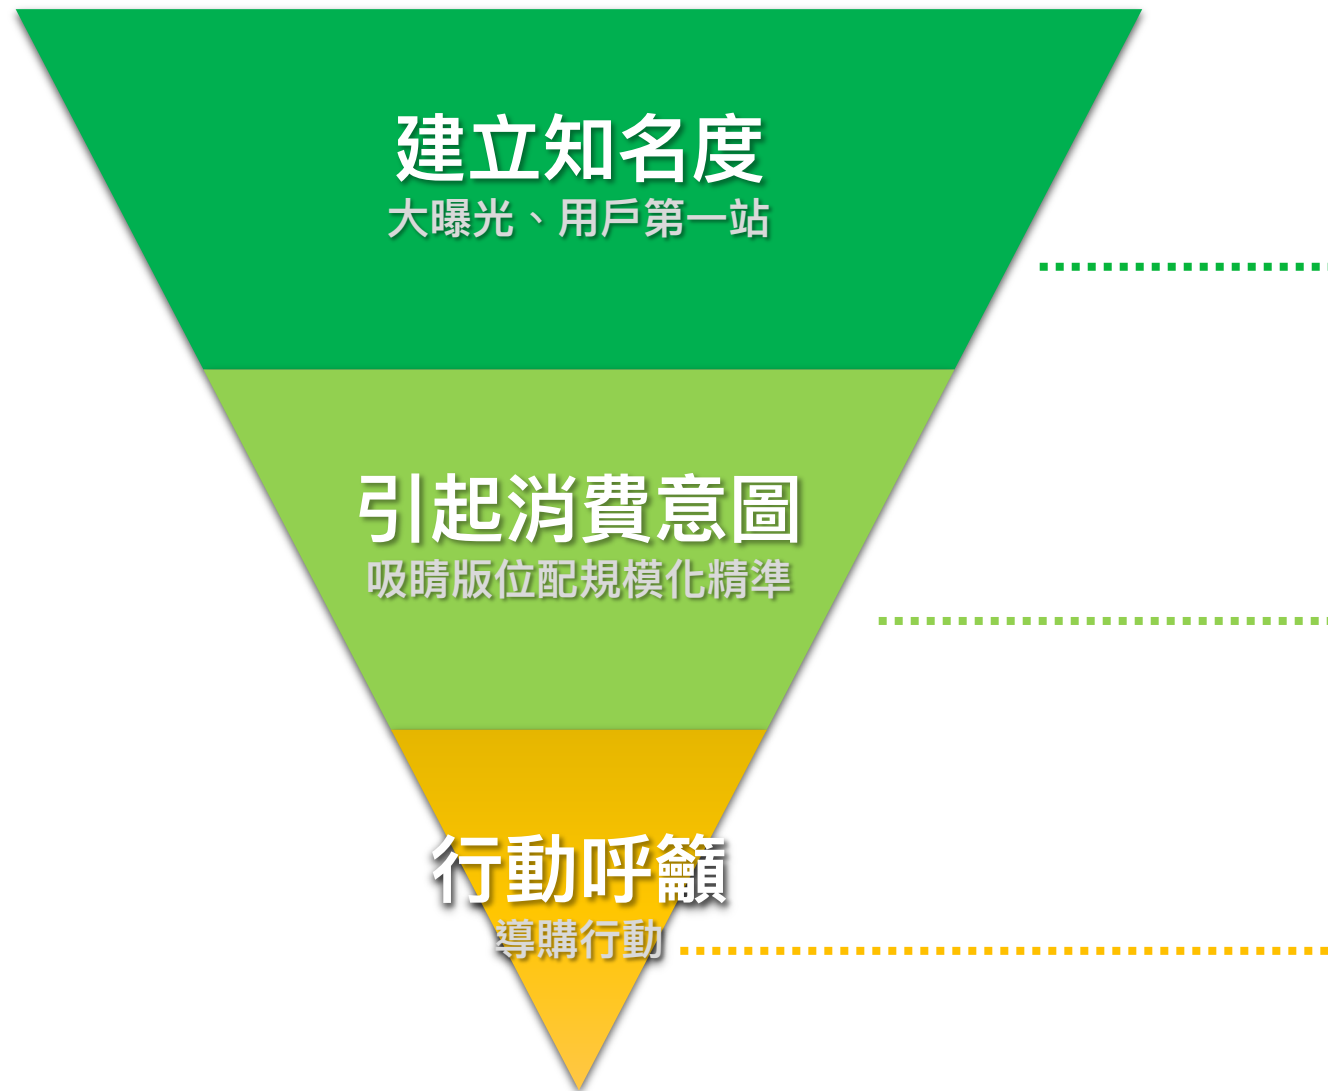 建立知名度
大曝光、用戶第一站
引起消費意圖
吸睛版位配規模化精準
行動呼籲
導購行動